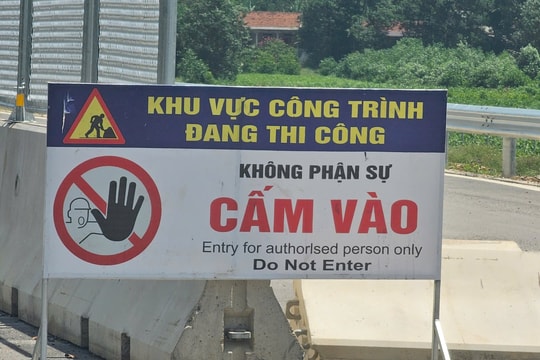 KHU VỰC CÔNG TRÌNH
ĐANG THI CÔNG
KHÔNG PHẬN SỰ
CẤM VÀO
Entry for authorised person only
Do Not Enter